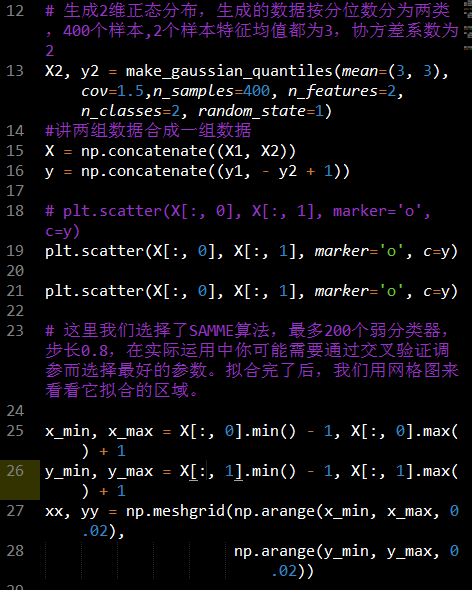 12 # 生成2维正态分布，生成的数据按分位数分为两类
，400个样本,2个样本特征均值都为3，协方差系数为
2
13 X2, y2 = make_gaussian_quantiles(mean=(3, 3),
cov=1.5,n_samples=400, n_features=2,
n_classes=2, random_state=1)
14 #讲两组数据合成一组数据
15 X = np.concatenate((X1, X2))
16 y = np.concatenate((y1, - y2 + 1))
17
18 # plt.scatter(X[:, 0], X[:, 1], marker='o',
c=y)
19 plt.scatter(X[:, 0], X[:, 1], marker='o', c=y)
20
21 plt.scatter(X[:, 0], X[:, 1], marker='o', c=y)
22
23 # 这里我们选择了SAMME算法，最多200个弱分类器，
步长0.8，在实际运用中你可能需要通过交叉验证调
参而选择最好的参数。拟合完了后，我们用网格图来
看看它拟合的区域。
24
25 x_min, x_max = X[:, 0].min() - 1, X[:, 0].max(
) + 1
26 y_min, y_max = X[:, 1].min() - 1, X[:, 1].max(
) + 1
27 xx, yy = np.meshgrid(np.arange(x_min, x_max, 0
.02),
28 np.arange(y_min, y_max, 0
.02))